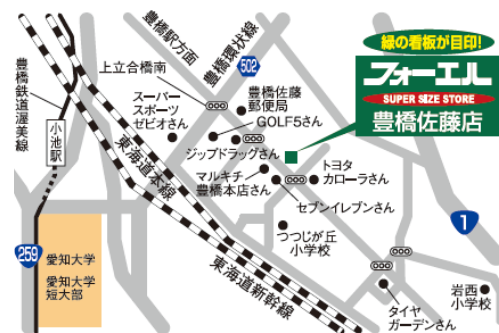 緑の看板が目印!
フォーエル
SUPER SIZE STORE
豊橋佐藤店
豊橋駅方面
豊橋環状線
502
上立合橋南
豊橋鉄道渥美線
小池駅
スーパー
スポーツ
ゼビオさん
豊橋佐藤
郵便局
GOLF5さん
ジップドラッグさん
マルキチ
豊橋本店さん
トヨタ
カローラさん
セブンイレブンさん
つつじが丘
小学校
東海道本線
東海道新幹線
1
259
愛知大学
愛知大学
短大部
岩西
小学校
タイヤ
ガーデンさん